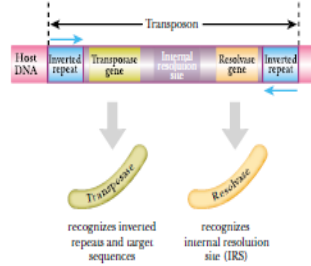 Transposon
Host
DNA
Inverted
repeat
Transposase
gene
Internal
resolution
site
Resolvase
gene
Inverted
repeat
Transposase
Resolvase
recognizes inverted
repeats and target
sequences
recognizes
internal resolution
site (IRS)